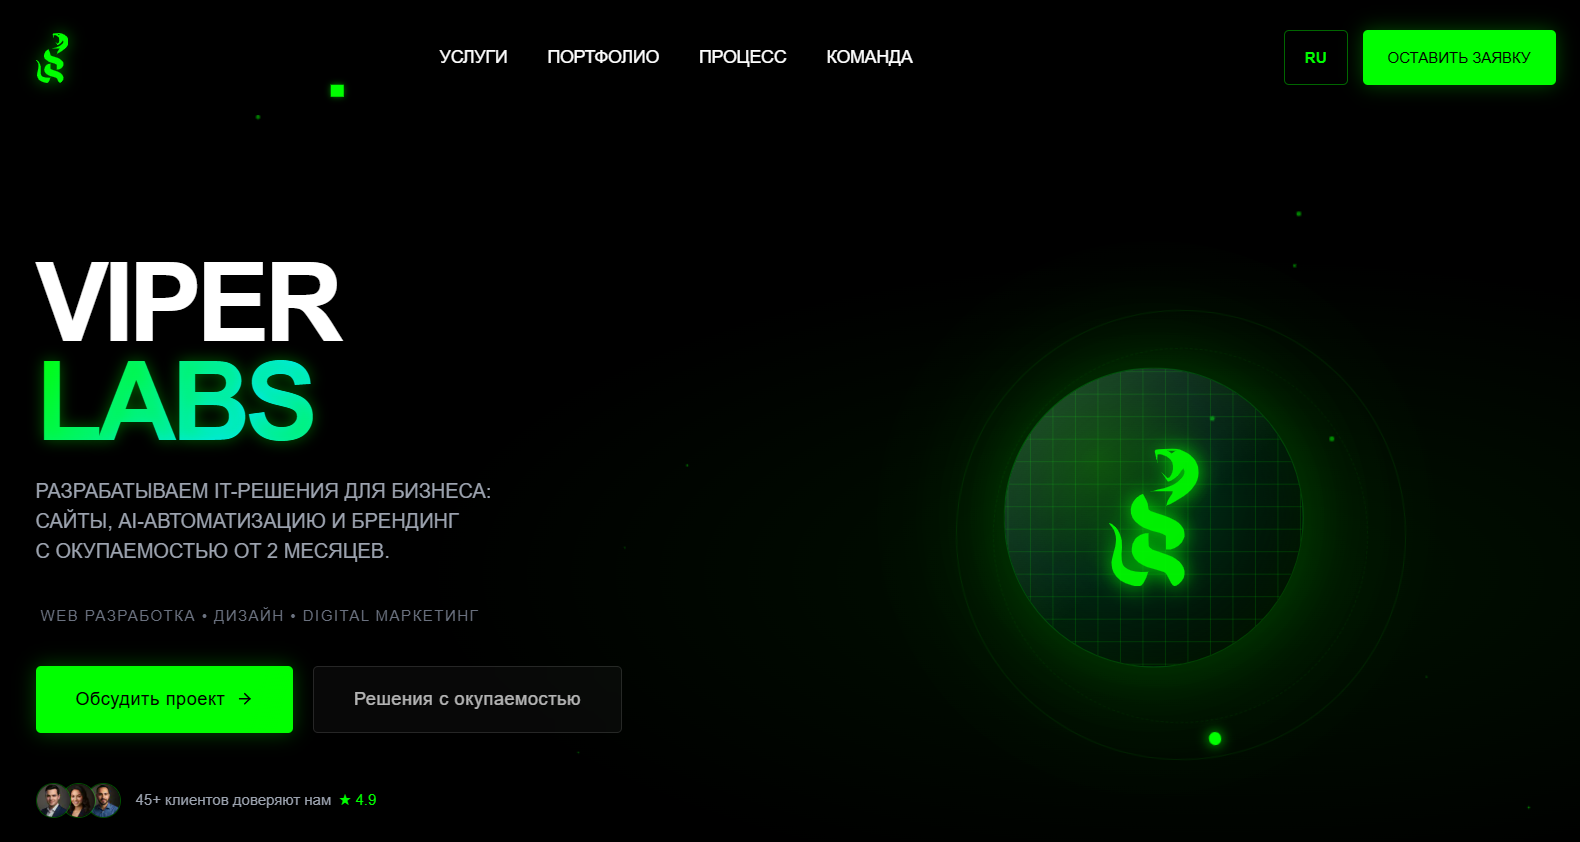 УСЛУГИ
ПОРТФОЛИО
ПРОЦЕСС
КОМАНДА
RU
ОСТАВИТЬ ЗАЯВКУ
VIPER
LABS
РАЗРАБАТЫВАЕМ IT-РЕШЕНИЯ ДЛЯ БИЗНЕСА:
САЙТЫ, AI-АВТОМАТИЗАЦИЮ И БРЕНДИНГ
С ОКУПАЕМОСТЬЮ ОТ 2 МЕСЯЦЕВ.
WEB РАЗРАБОТКА • ДИЗАЙН • DIGITAL МАРКЕТИНГ
Обсудить проект →
Решения с окупаемостью
45+ клиентов доверяют нам ★ 4.9